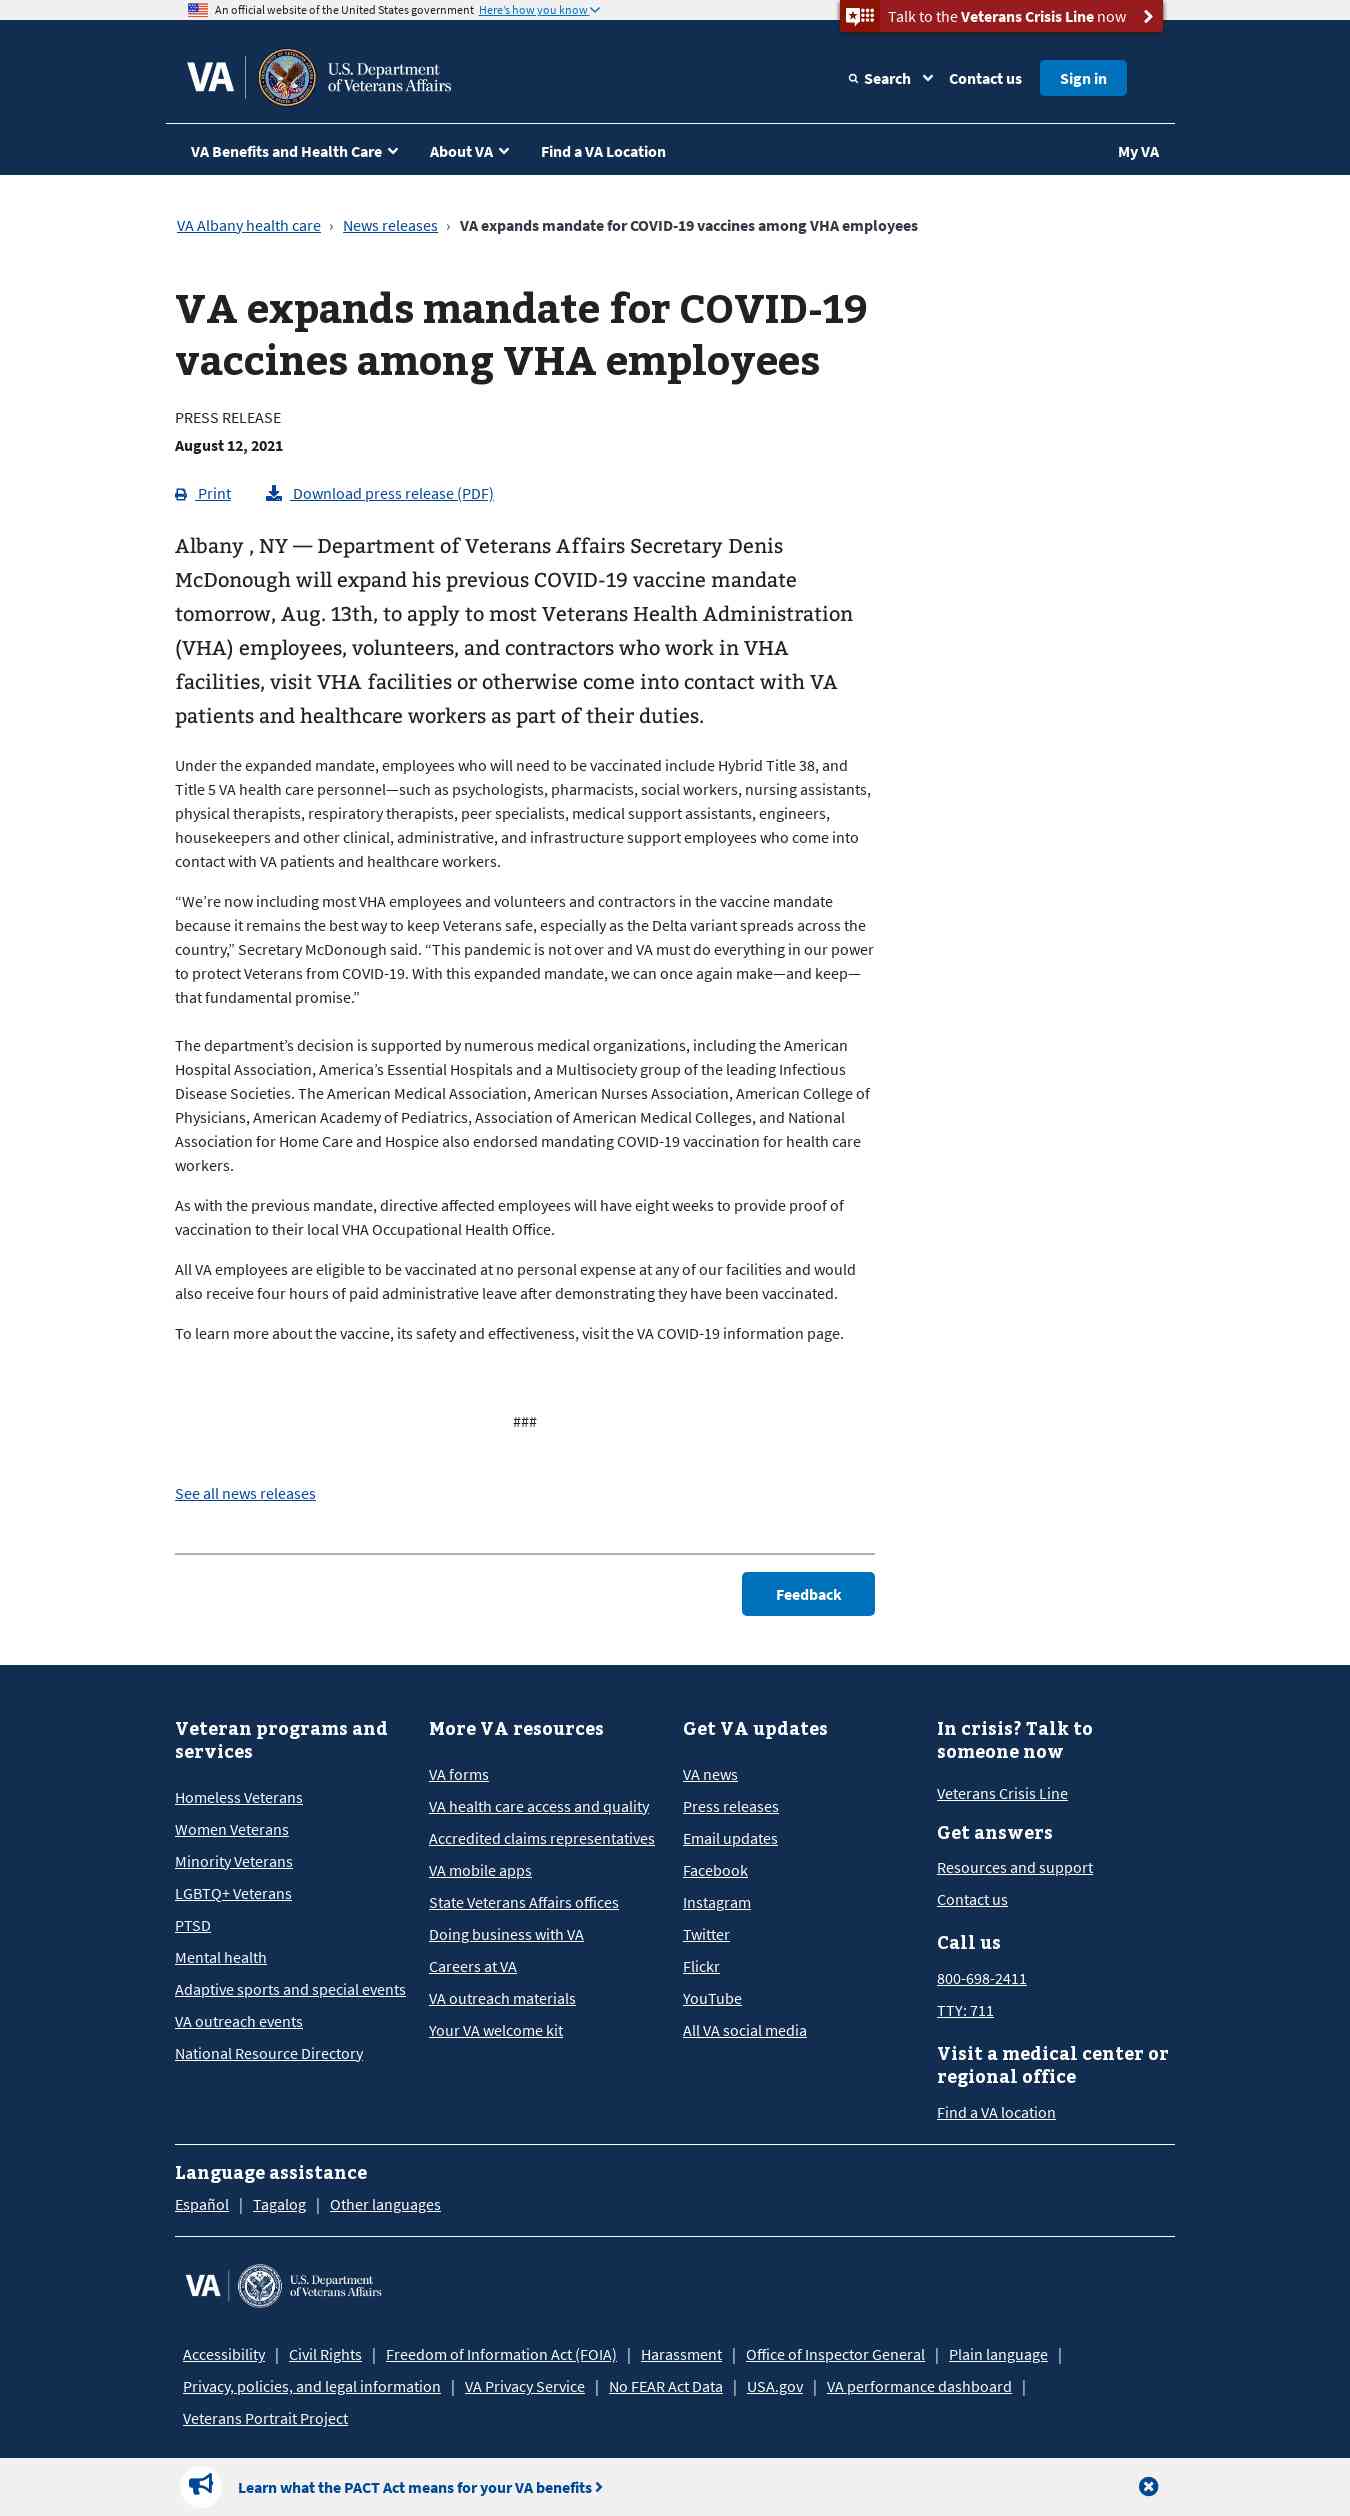 An official website of the United States government Here's how you know
Talk to the Veterans Crisis Line now
VA
U.S. Department
of Veterans Affairs
Search
Contact us
Sign in
VA Benefits and Health Care
About VA
Find a VA Location
My VA
VA Albany health care › News releases › VA expands mandate for COVID-19 vaccines among VHA employees
VA expands mandate for COVID-19
vaccines among VHA employees
PRESS RELEASE
August 12, 2021
Print
Download press release (PDF)
Albany , NY — Department of Veterans Affairs Secretary Denis
McDonough will expand his previous COVID-19 vaccine mandate
tomorrow, Aug. 13th, to apply to most Veterans Health Administration
(VHA) employees, volunteers, and contractors who work in VHA
facilities, visit VHA facilities or otherwise come into contact with VA
patients and healthcare workers as part of their duties.
Under the expanded mandate, employees who will need to be vaccinated include Hybrid Title 38, and
Title 5 VA health care personnel—such as psychologists, pharmacists, social workers, nursing assistants,
physical therapists, respiratory therapists, peer specialists, medical support assistants, engineers,
housekeepers and other clinical, administrative, and infrastructure support employees who come into
contact with VA patients and healthcare workers.
“We’re now including most VHA employees and volunteers and contractors in the vaccine mandate
because it remains the best way to keep Veterans safe, especially as the Delta variant spreads across the
country,” Secretary McDonough said. “This pandemic is not over and VA must do everything in our power
to protect Veterans from COVID-19. With this expanded mandate, we can once again make—and keep—
that fundamental promise.”
The department’s decision is supported by numerous medical organizations, including the American
Hospital Association, America’s Essential Hospitals and a Multisociety group of the leading Infectious
Disease Societies. The American Medical Association, American Nurses Association, American College of
Physicians, American Academy of Pediatrics, Association of American Medical Colleges, and National
Association for Home Care and Hospice also endorsed mandating COVID-19 vaccination for health care
workers.
As with the previous mandate, directive affected employees will have eight weeks to provide proof of
vaccination to their local VHA Occupational Health Office.
All VA employees are eligible to be vaccinated at no personal expense at any of our facilities and would
also receive four hours of paid administrative leave after demonstrating they have been vaccinated.
To learn more about the vaccine, its safety and effectiveness, visit the VA COVID-19 information page.
###
See all news releases
Feedback
Veteran programs and
services
Homeless Veterans
Women Veterans
Minority Veterans
LGBTQ+ Veterans
PTSD
Mental health
Adaptive sports and special events
VA outreach events
National Resource Directory
More VA resources
VA forms
VA health care access and quality
Accredited claims representatives
VA mobile apps
State Veterans Affairs offices
Doing business with VA
Careers at VA
VA outreach materials
Your VA welcome kit
Get VA updates
VA news
Press releases
Email updates
Facebook
Instagram
Twitter
Flickr
YouTube
All VA social media
In crisis? Talk to
someone now
Veterans Crisis Line
Get answers
Resources and support
Contact us
Call us
800-698-2411
TTY: 711
Visit a medical center or
regional office
Find a VA location
Language assistance
Español | Tagalog | Other languages
VA
U.S. Department
of Veterans Affairs
Accessibility | Civil Rights | Freedom of Information Act (FOIA) | Harassment | Office of Inspector General | Plain language |
Privacy, policies, and legal information | VA Privacy Service | No FEAR Act Data | USA.gov | VA performance dashboard |
Veterans Portrait Project
Learn what the PACT Act means for your VA benefits